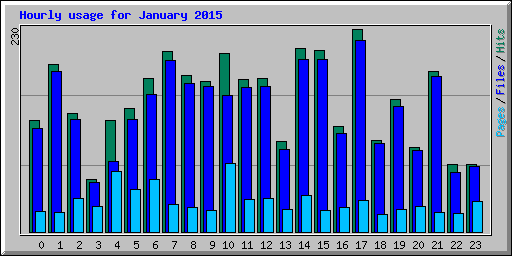 Hourly usage for January 2015
230
Pages/Files/Hits
0 1 2 3 4 5 6 7 8 9 10 11 12 13 14 15 16 17 18 19 20 21 22 23